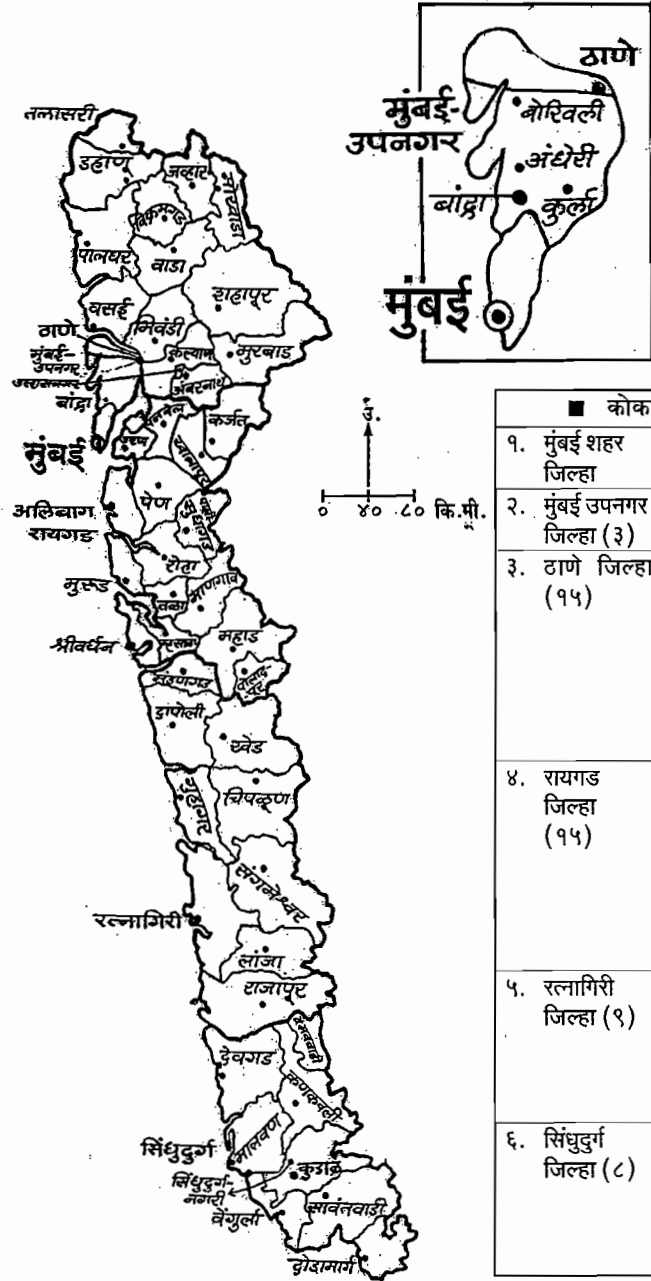 ठाणे
मुंबई-
उपनगर
बोरिवली
अंधेरी
बांद्रा
कुर्ला
मुंबई
तलासरी
डहाणू
जव्हार
मोखाडा
विक्रमगड
पालघर
वाडा
शहापूर
वसई
भिवंडी
ठाणे
मुंबई-
उपनगर
कल्याण
मुरबाड
उल्हासनगर
अंबरनाथ
बांद्रा
पनवेल
कर्जत
मुंबई
उरण
खालापूर
पेण
सुधागड
अलिबाग
रायगड
रोहा
माणगाव
मुरूड
तळा
श्रीवर्धन
म्हसळा
महाड
पोलाद-
पूर
मंडणगड
दापोली
खेड
गुहागर
चिपळूण
संगमेश्वर
रत्नागिरी
लांजा
राजापूर
देवगड
कणकवली
मालवण
सिंधुदुर्ग
कुडाळ
सिंधुदुर्ग-
नगरी
वेंगुर्ला
सावंतवाडी
दोडामार्ग
उ.
० ४० ८० कि.मी.
■ कोक
१. मुंबई शहर
जिल्हा
२. मुंबई उपनगर
जिल्हा (३)
३. ठाणे जिल्हा
(१५)
४. रायगड
जिल्हा
(१५)
५. रत्नागिरी
जिल्हा (९)
६. सिंधुदुर्ग
जिल्हा (८)